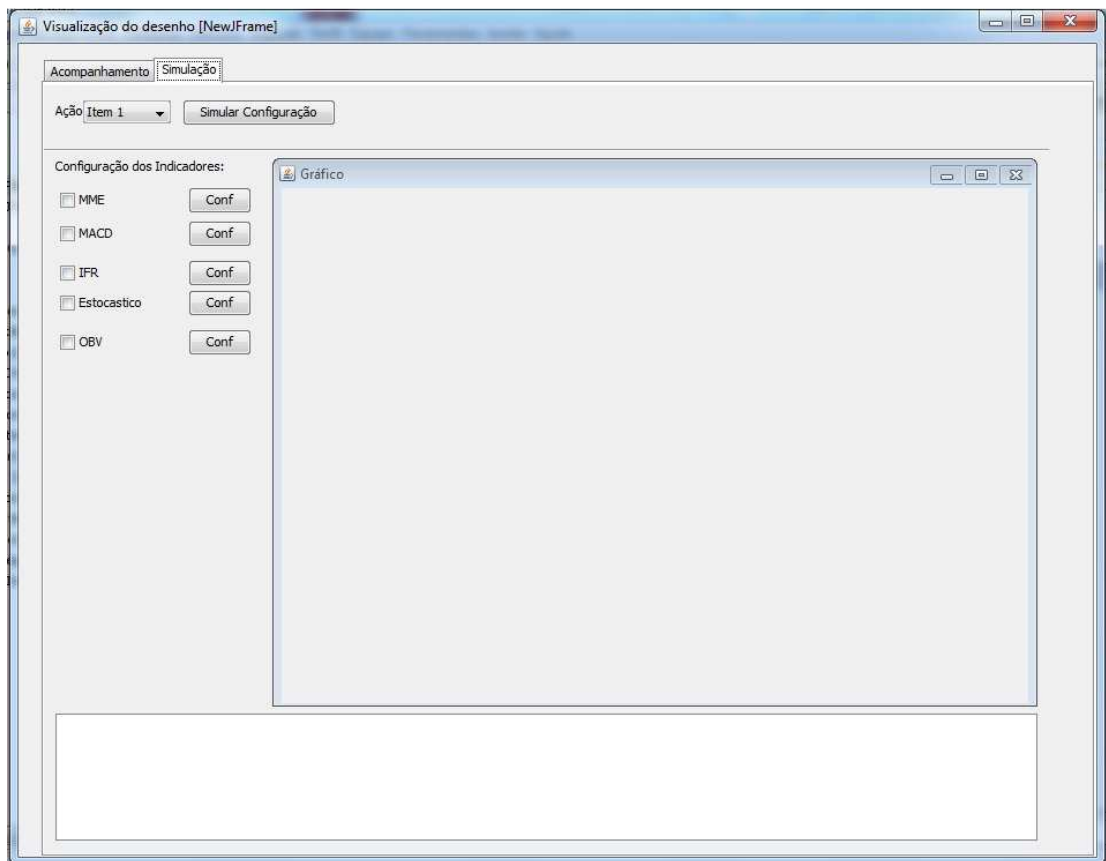 Visualização do desenho [NewJFrame]
Acompanhamento Simulação
Ação Item 1 Simular Configuração
Configuração dos Indicadores:
Gráfico
MME Conf
MACD Conf
IFR Conf
Estocastico Conf
OBV Conf